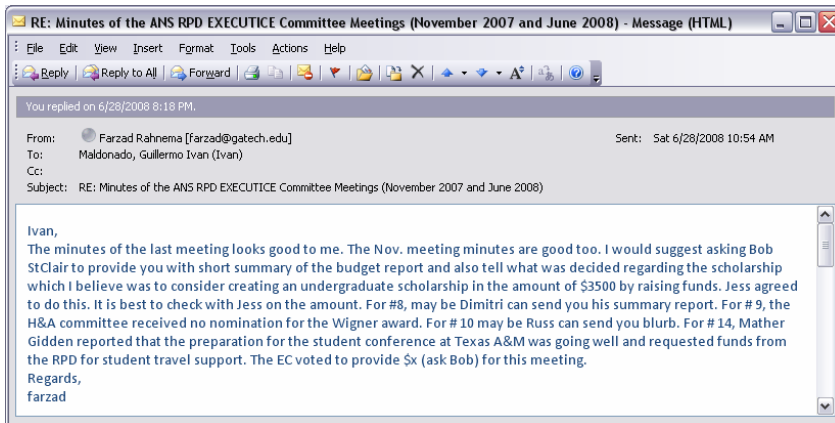 RE: Minutes of the ANS RPD EXECUTICE Committee Meetings (November 2007 and June 2008) - Message (HTML)
File Edit View Insert Format Tools Actions Help
Reply Reply to All Forward
You replied on 6/28/2008 8:18 PM.
From: Farzad Rahnema [farzad@gatech.edu] Sent: Sat 6/28/2008 10:54 AM
To: Maldonado, Guillermo Ivan (Ivan)
Cc:
Subject: RE: Minutes of the ANS RPD EXECUTICE Committee Meetings (November 2007 and June 2008)
Ivan,
The minutes of the last meeting looks good to me. The Nov. meeting minutes are good too. I would suggest asking Bob
StClair to provide you with short summary of the budget report and also tell what was decided regarding the scholarship
which I believe was to consider creating an undergraduate scholarship in the amount of $3500 by raising funds. Jess agreed
to do this. It is best to check with Jess on the amount. For #8, may be Dimitri can send you his summary report. For # 9, the
H&A committee received no nomination for the Wigner award. For # 10 may be Russ can send you blurb. For # 14, Mather
Gidden reported that the preparation for the student conference at Texas A&M was going well and requested funds from
the RPD for student travel support. The EC voted to provide $x (ask Bob) for this meeting.
Regards,
farzad